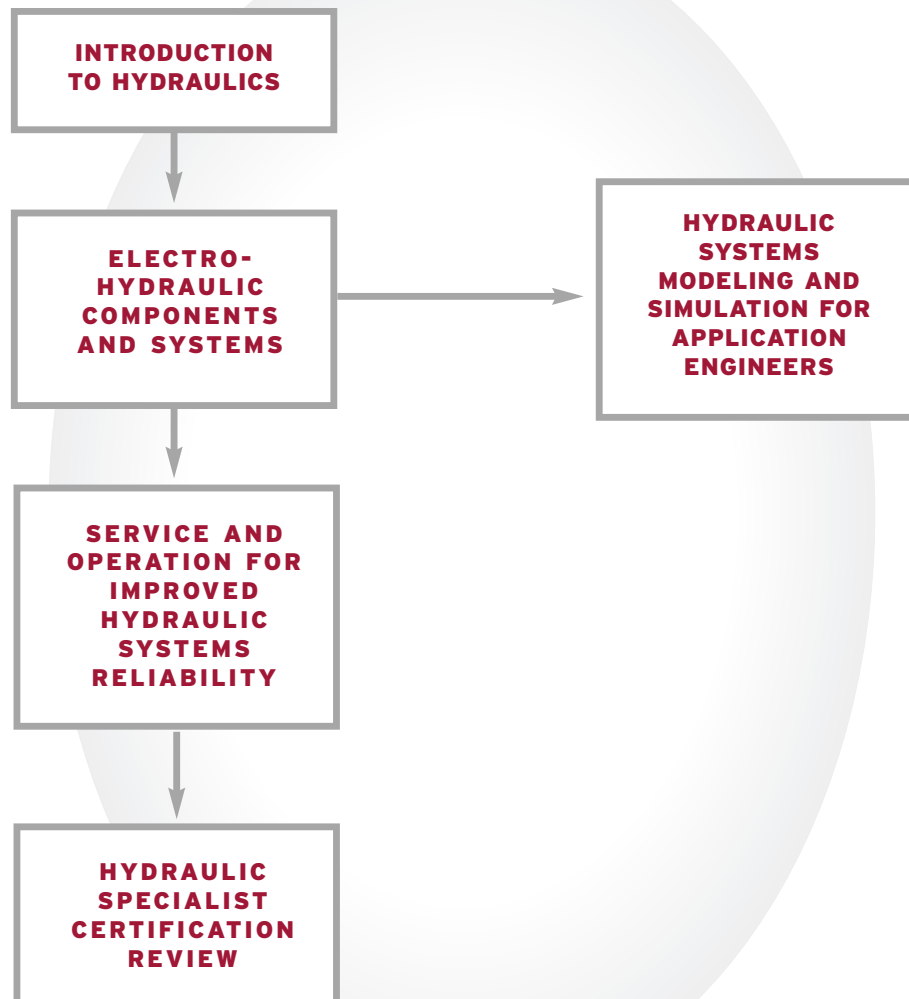 INTRODUCTION
TO HYDRAULICS
ELECTRO-
HYDRAULIC
COMPONENTS
AND SYSTEMS
HYDRAULIC
SYSTEMS
MODELING AND
SIMULATION FOR
APPLICATION
ENGINEERS
SERVICE AND
OPERATION FOR
IMPROVED
HYDRAULIC
SYSTEMS
RELIABILITY
HYDRAULIC
SPECIALIST
CERTIFICATION
REVIEW